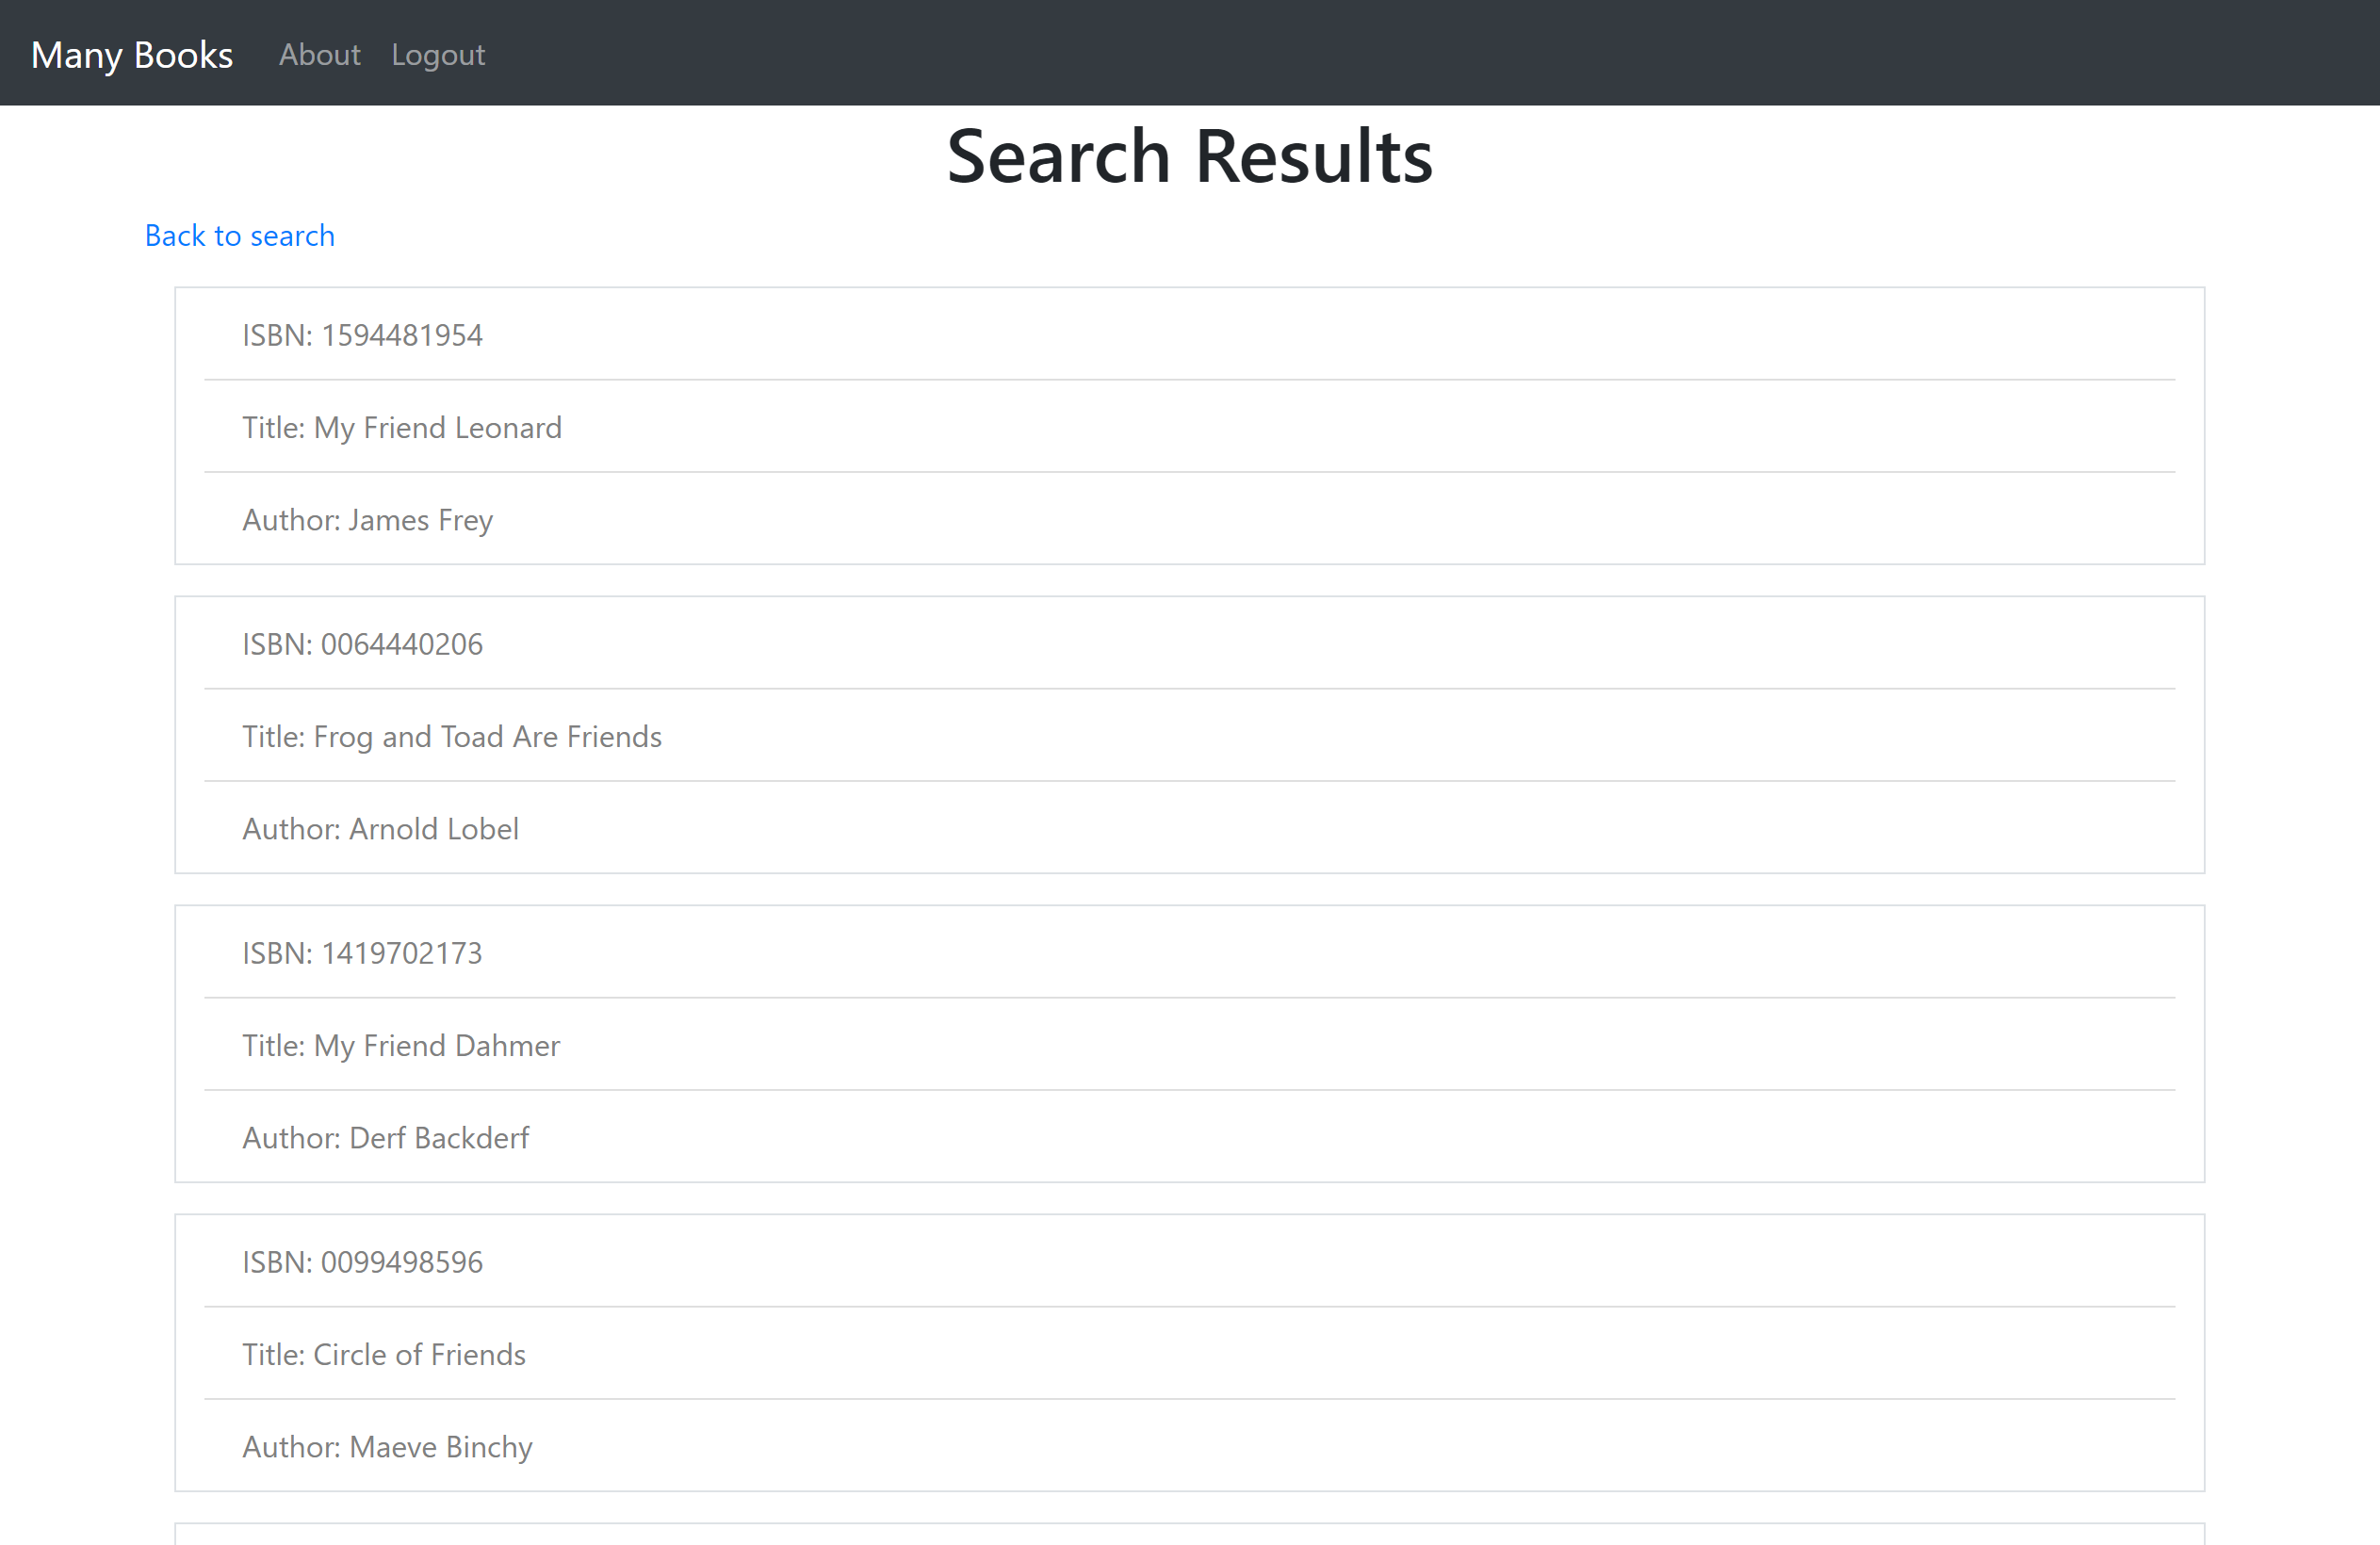 Many Books About Logout
Search Results
Back to search
ISBN: 1594481954
Title: My Friend Leonard
Author: James Frey
ISBN: 0064440206
Title: Frog and Toad Are Friends
Author: Arnold Lobel
ISBN: 1419702173
Title: My Friend Dahmer
Author: Derf Backderf
ISBN: 0099498596
Title: Circle of Friends
Author: Maeve Binchy